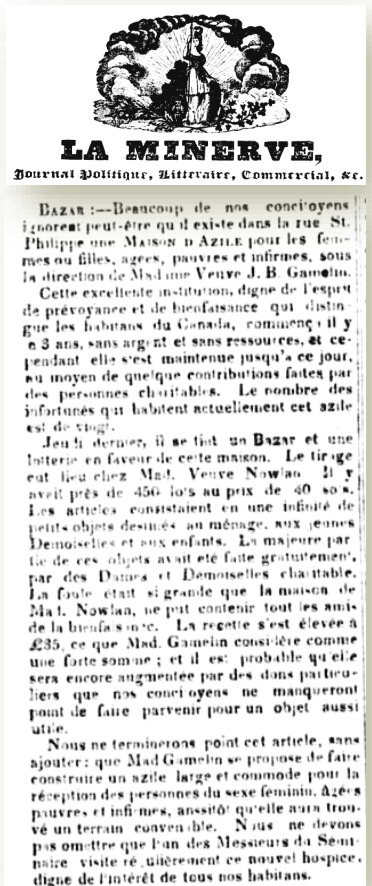 LA MINERVE,
Journal Politique, Litteraire, Commercial, &c.
BAZAR :—Beaucoup de nos conci'oyens
ignorent peut-être qu'il existe dans la rue St.
Philippe une MAISON D AZILE pour les fem-
mes ou filles, agées, pauvres et infirmes, sous
la direction de Madame Veuve J. B. Gamelin.
Cette excellente institution, digne de l'esprit
de prévoyance et de bienfaisance qui distin-
gue les habitans du Canada, commença il y
a 3 ans, sans argent et sans ressources, et ce-
pendant elle s'est maintenue jusqu'a ce jour,
au moyen de quelque contributions faites par
des personnes charitables. Le nombre des
infortunés qui habitent actuellement cet azile
est de vingt.
Jeudi dernier, il se tint un Bazar et une
lotterie en faveur de cette maison. Le tirage
eut lieu chez Mad. Veuve Nowlan Il y
avait près de 450 lots au prix de 40 sols.
Les articles consistaient en une infinité de
petits objets destinés au ménage, aux jeunes
Demoiselles et aux enfants. La majeure par
tie de ces objets avait été faite gratuitement,
par des Dames et Demoiselles charitable.
La foule était si grande que la maison de
Mad. Nowlan, ne put contenir tout les amis
de la bienfaisance. La recette s'est élevée à
£35, ce que Mad. Gamelin considère comme
une forte somme ; et il est probable qu'elle
sera encore augmentée par des dons particu-
liers que nos concitoyens ne manqueront
point de faire parvenir pour un objet aussi
utile.
Nous ne terminerons point cet article, sans
ajouter : que Mad Gamelin se propose de faire
construire un azile large et commode pour la
réception des personnes du sexe feminin, âgées
pauvres et infirmes, aussitôt qu'elle aura trou-
vé un terrain convenable. Nous ne devons
pas omettre que l'un des Messieurs du Sémi-
naire visite régulièrement ce nouvel hospice,
digne de l'intérêt de tous nos habitans.